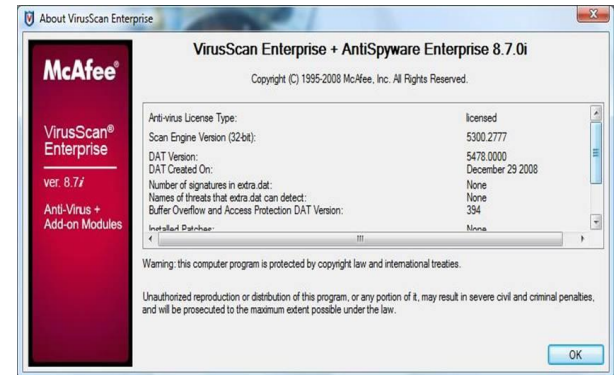 About VirusScan Enterprise
McAfee®
VirusScan®
Enterprise
ver. 8.7i
Anti-Virus +
Add-on Modules
VirusScan Enterprise + AntiSpyware Enterprise 8.7.0i
Copyright (C) 1995-2008 McAfee, Inc. All Rights Reserved.
Anti-virus License Type: licensed
Scan Engine Version (32-bit): 5300.2777
DAT Version: 5478.0000
DAT Created On: December 29 2008
Number of signatures in extra.dat: None
Names of threats that extra.dat can detect: None
Buffer Overflow and Access Protection DAT Version: 394
Installed Patches: None
Warning: this computer program is protected by copyright law and international treaties.
Unauthorized reproduction or distribution of this program, or any portion of it, may result in severe civil and criminal penalties,
and will be prosecuted to the maximum extent possible under the law.
OK